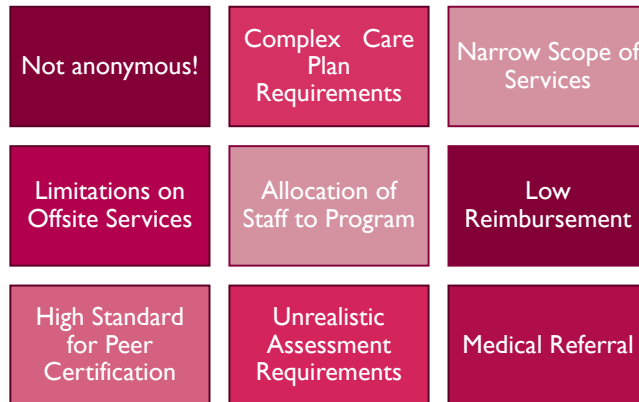 Not anonymous!
Complex Care
Plan
Requirements
Narrow Scope of
Services
Limitations on
Offsite Services
Allocation of
Staff to Program
Low
Reimbursement
High Standard
for Peer
Certification
Unrealistic
Assessment
Requirements
Medical Referral